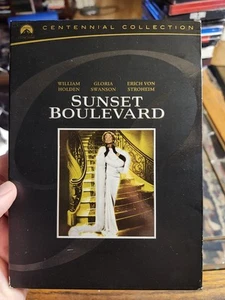 CENTENNIAL COLLECTION
WILLIAM HOLDEN
GLORIA SWANSON
ERICH VON STROHEIM
SUNSET
BOULEVARD